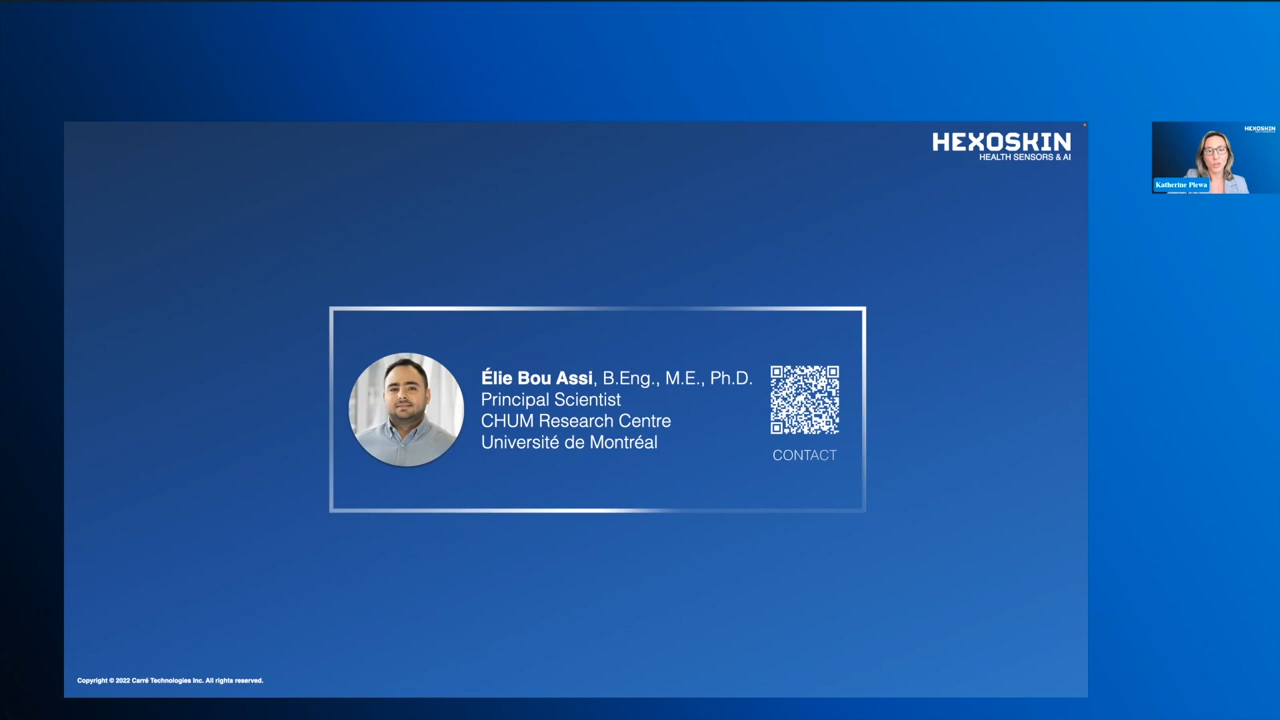 HEXOSKIN
HEALTH SENSORS & AI
HEXOSKIN
Katherine Plewa
Élie Bou Assi, B.Eng., M.E., Ph.D.
Principal Scientist
CHUM Research Centre
Université de Montréal
CONTACT
Copyright © 2022 Carré Technologies Inc. All rights reserved.